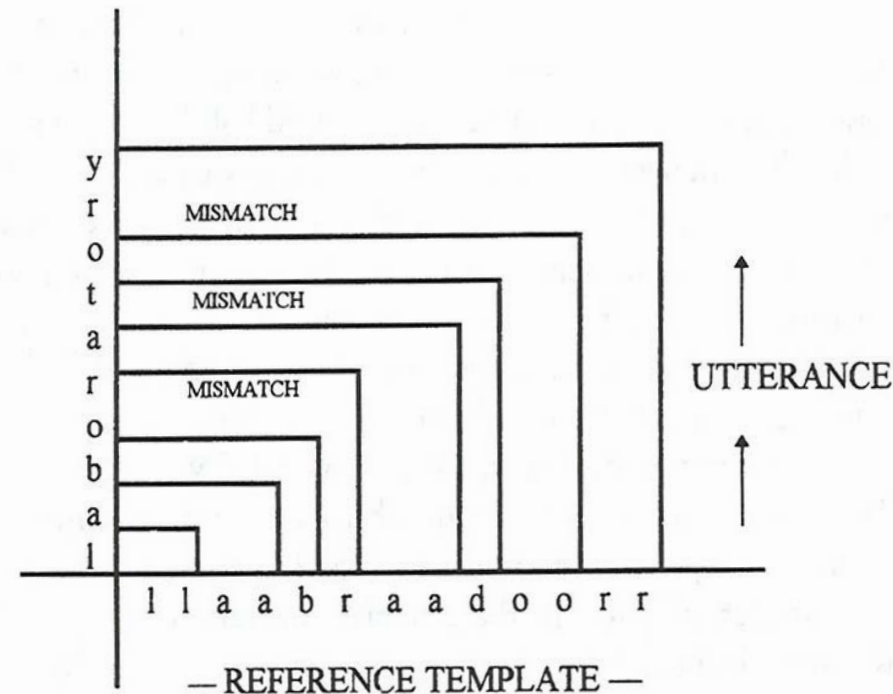 y
r
MISMATCH
o
t
MISMATCH
a
r
MISMATCH
o
b
a
l
UTTERANCE
l l a a b r a a d o o r r
— REFERENCE TEMPLATE —